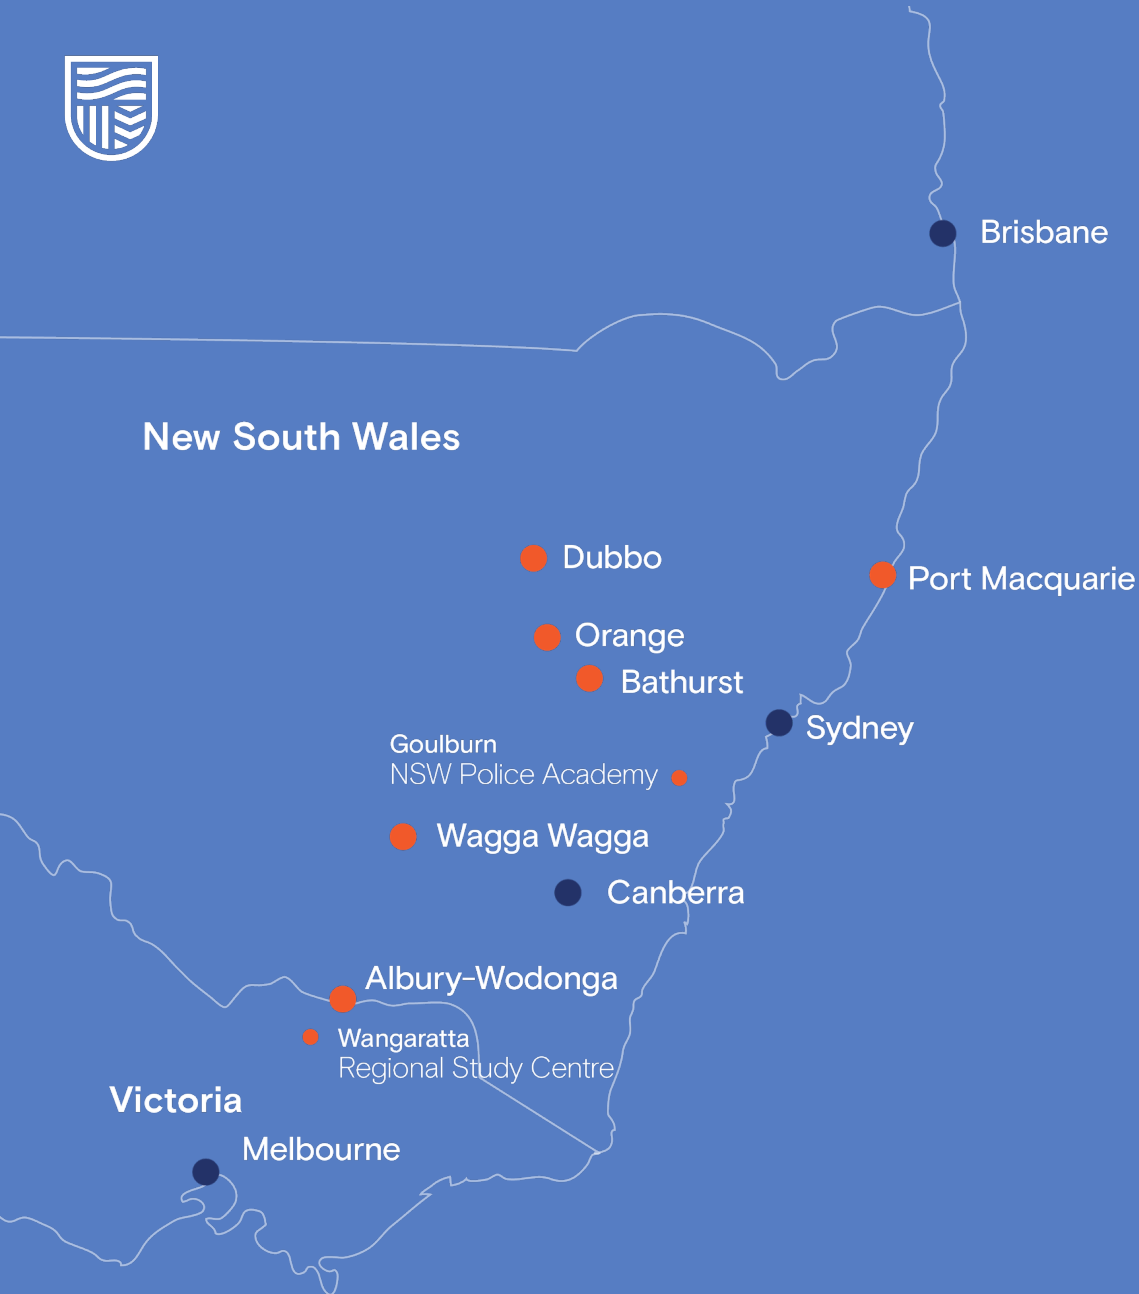 Brisbane
New South Wales
Dubbo
Port Macquarie
Orange
Bathurst
Sydney
Goulburn
NSW Police Academy
Wagga Wagga
Canberra
Albury-Wodonga
Wangaratta
Regional Study Centre
Victoria
Melbourne